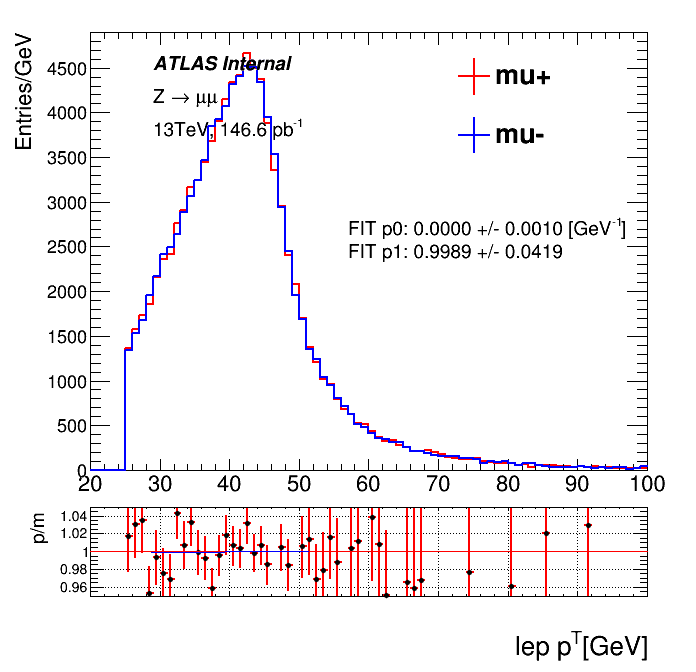 ATLAS Internal
Z → μμ
13TeV, 146.6 pb⁻¹
mu+
mu-
FIT p0: 0.0000 +/- 0.0010 [GeV⁻¹]
FIT p1: 0.9989 +/- 0.0419
Entries/GeV
4500
4000
3500
3000
2500
2000
1500
1000
500
0
20 30 40 50 60 70 80 90 100
p/m
1.04
1.02
1
0.98
0.96
lep pᵀ[GeV]